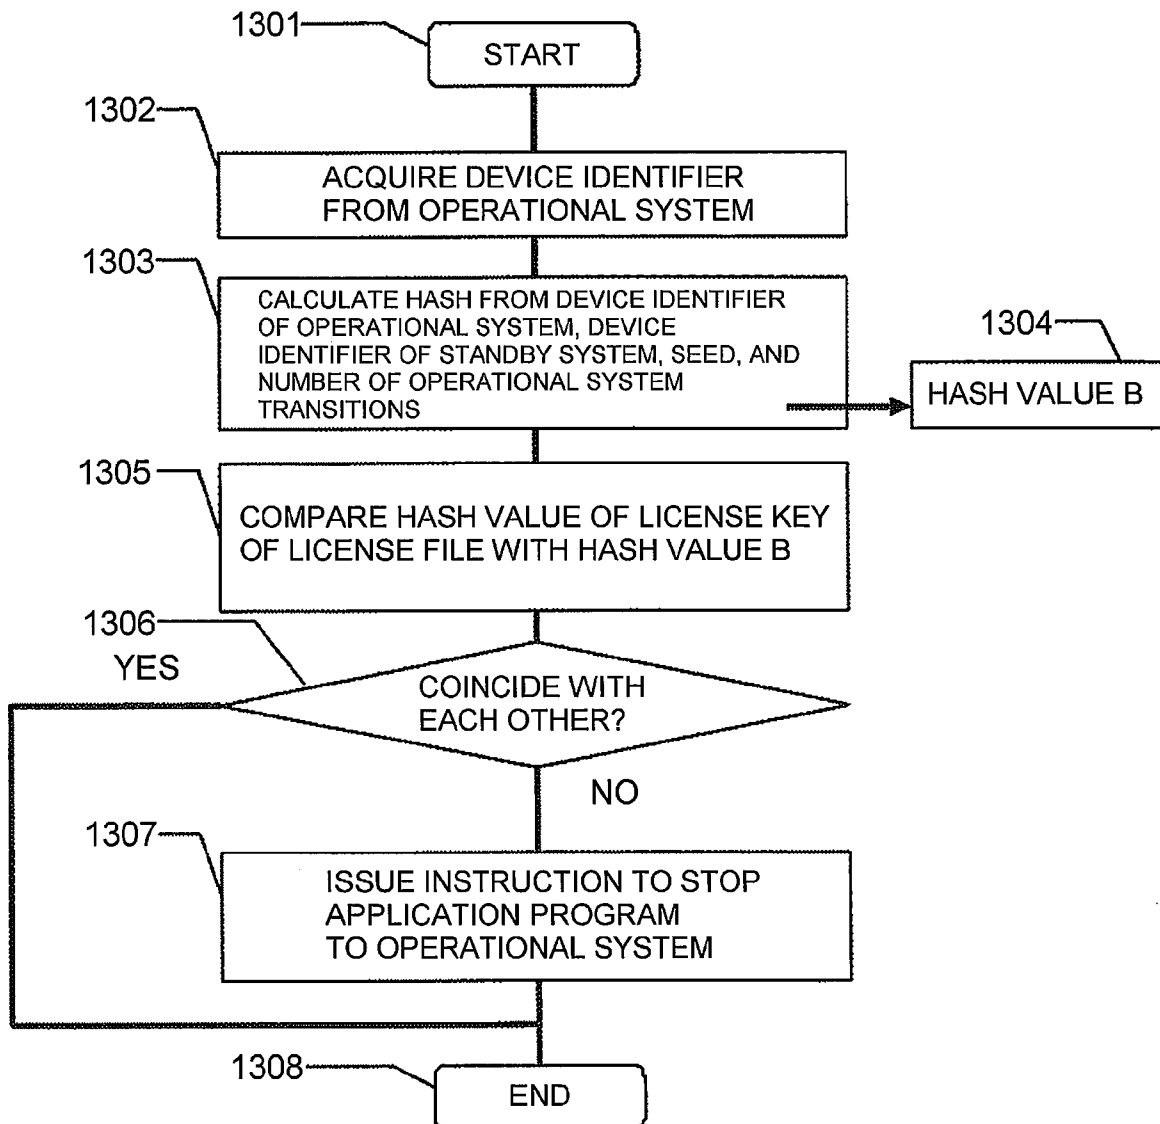 1301
START
1302
ACQUIRE DEVICE IDENTIFIER
FROM OPERATIONAL SYSTEM
1303
CALCULATE HASH FROM DEVICE IDENTIFIER
OF OPERATIONAL SYSTEM, DEVICE
IDENTIFIER OF STANDBY SYSTEM, SEED, AND
NUMBER OF OPERATIONAL SYSTEM
TRANSITIONS
1304
HASH VALUE B
1305
COMPARE HASH VALUE OF LICENSE KEY
OF LICENSE FILE WITH HASH VALUE B
1306
YES
COINCIDE WITH
EACH OTHER?
NO
1307
ISSUE INSTRUCTION TO STOP
APPLICATION PROGRAM
TO OPERATIONAL SYSTEM
1308
END